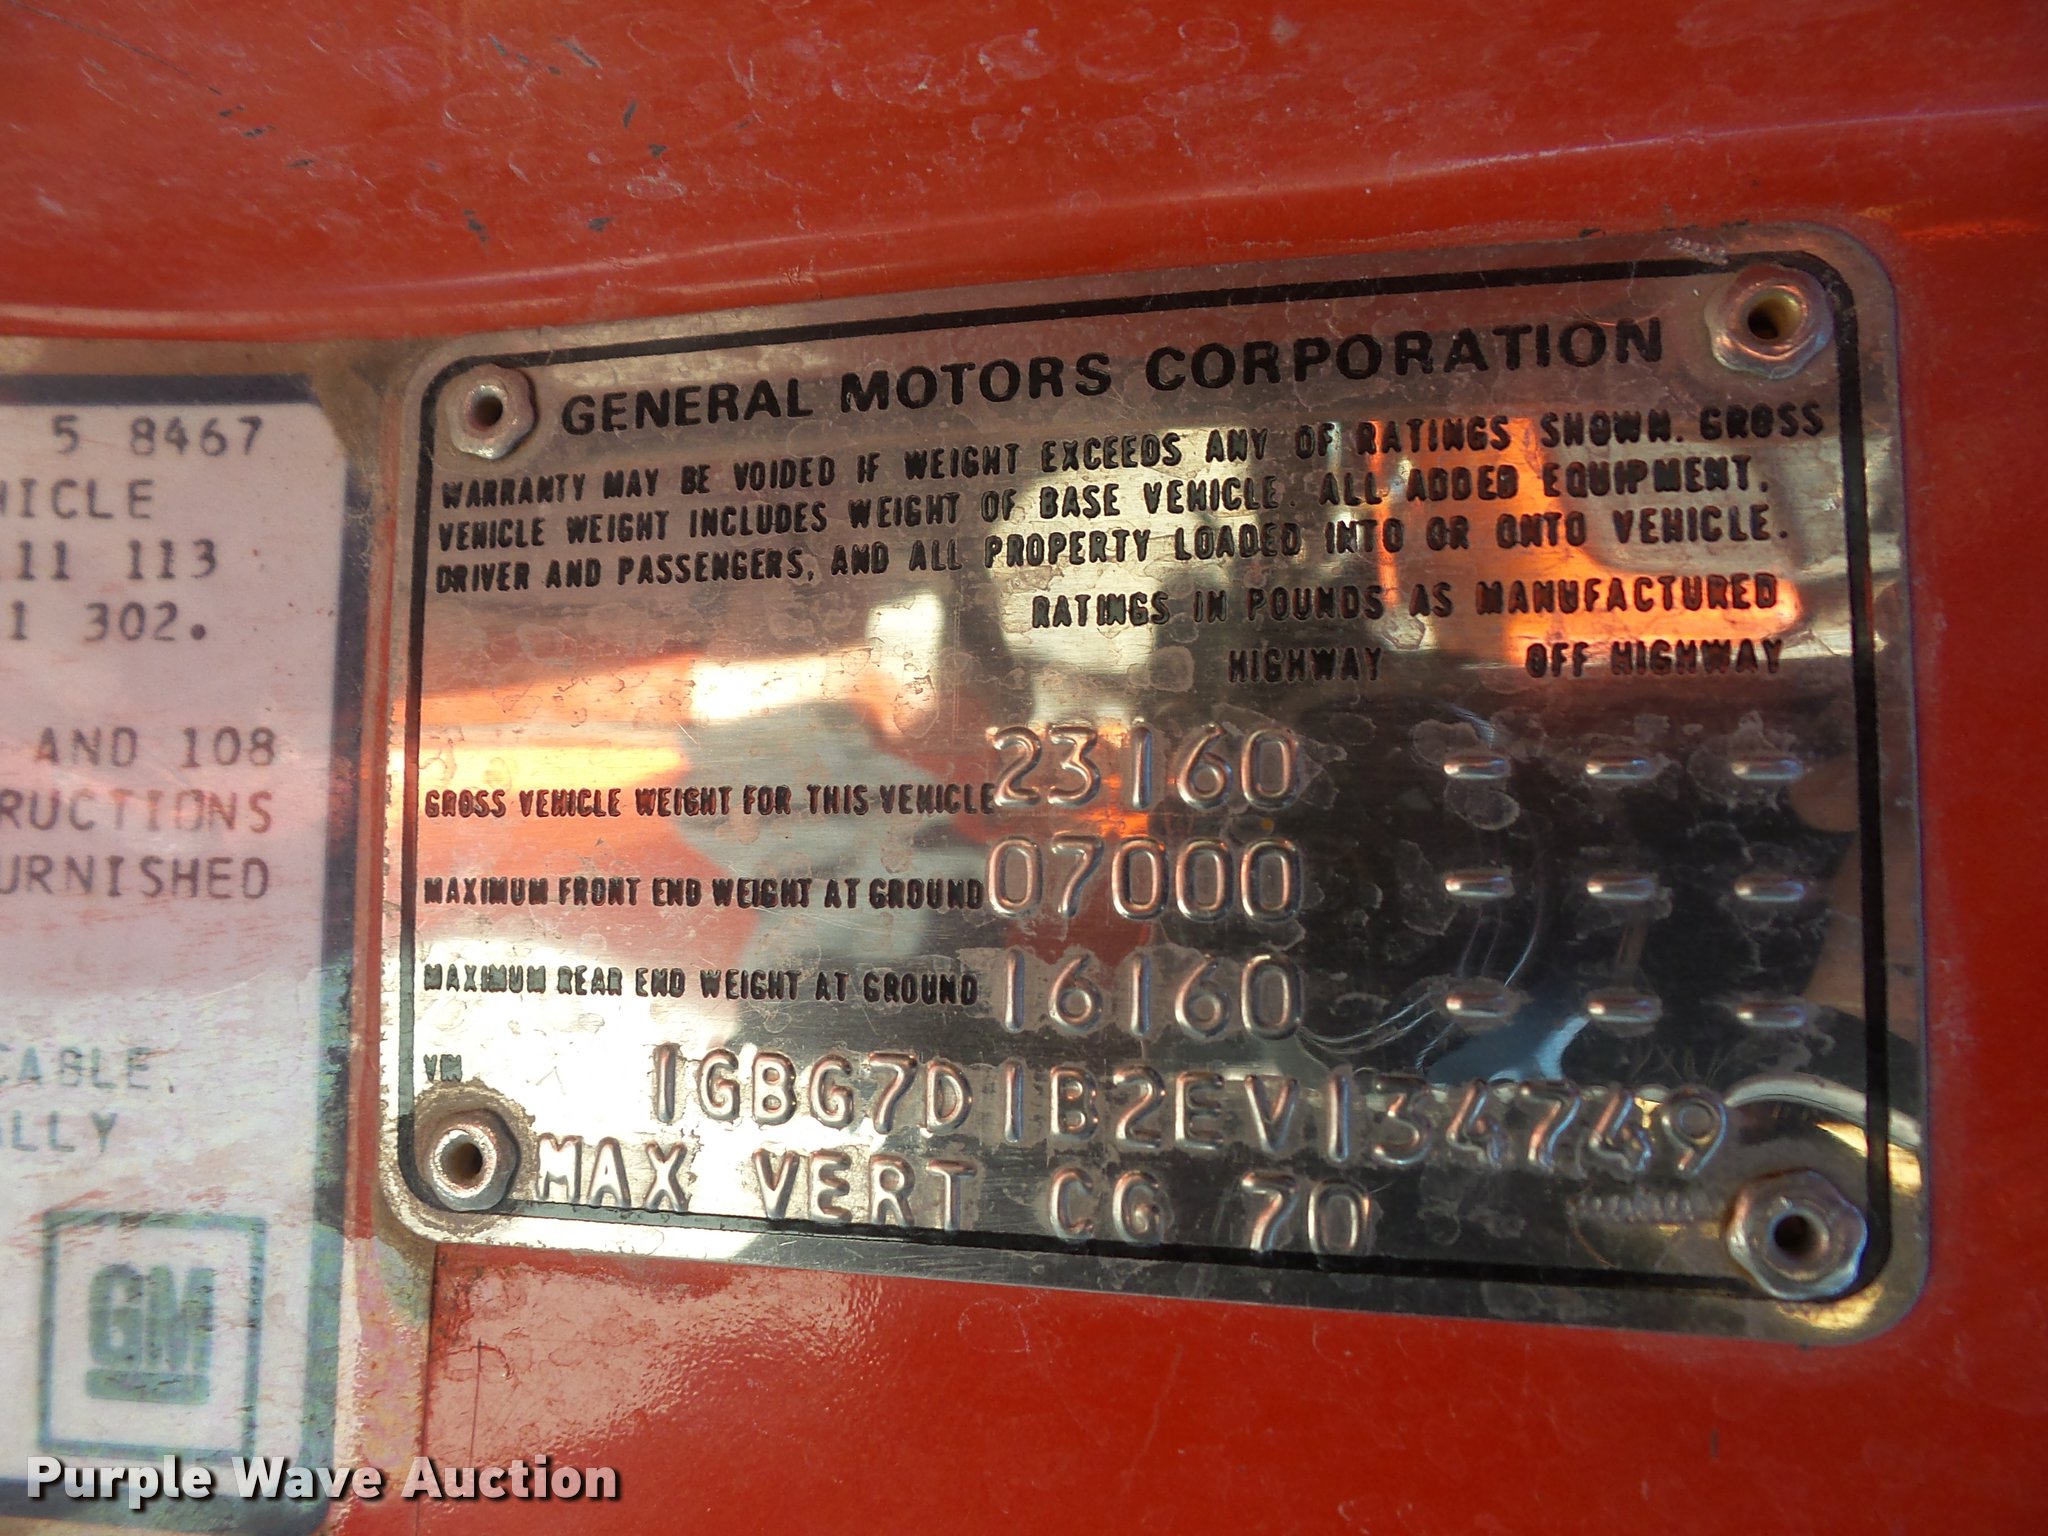 5 8467
HICLE
11 113
1 302.
AND 108
RUCTIONS
URNISHED
CABLE,
LLY
GM
GENERAL MOTORS CORPORATION
WARRANTY MAY BE VOIDED IF WEIGHT EXCEEDS ANY OF RATINGS SHOWN. GROSS
VEHICLE WEIGHT INCLUDES WEIGHT OF BASE VEHICLE. ALL ADDED EQUIPMENT,
DRIVER AND PASSENGERS, AND ALL PROPERTY LOADED INTO OR ONTO VEHICLE.
RATINGS IN POUNDS AS MANUFACTURED
HIGHWAY OFF HIGHWAY
GROSS VEHICLE WEIGHT FOR THIS VEHICLE 23160 - - -
MAXIMUM FRONT END WEIGHT AT GROUND 07000 - - -
MAXIMUM REAR END WEIGHT AT GROUND 16160 - - -
VIN 1GBG7D1B2EV134749
MAX VERT CG 70
Purple Wave Auction